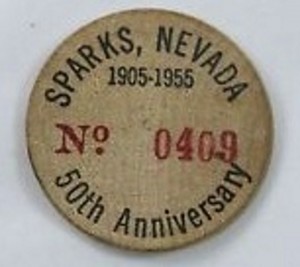 SPARKS, NEVADA
1905-1955
Nº 0409
50th Anniversary